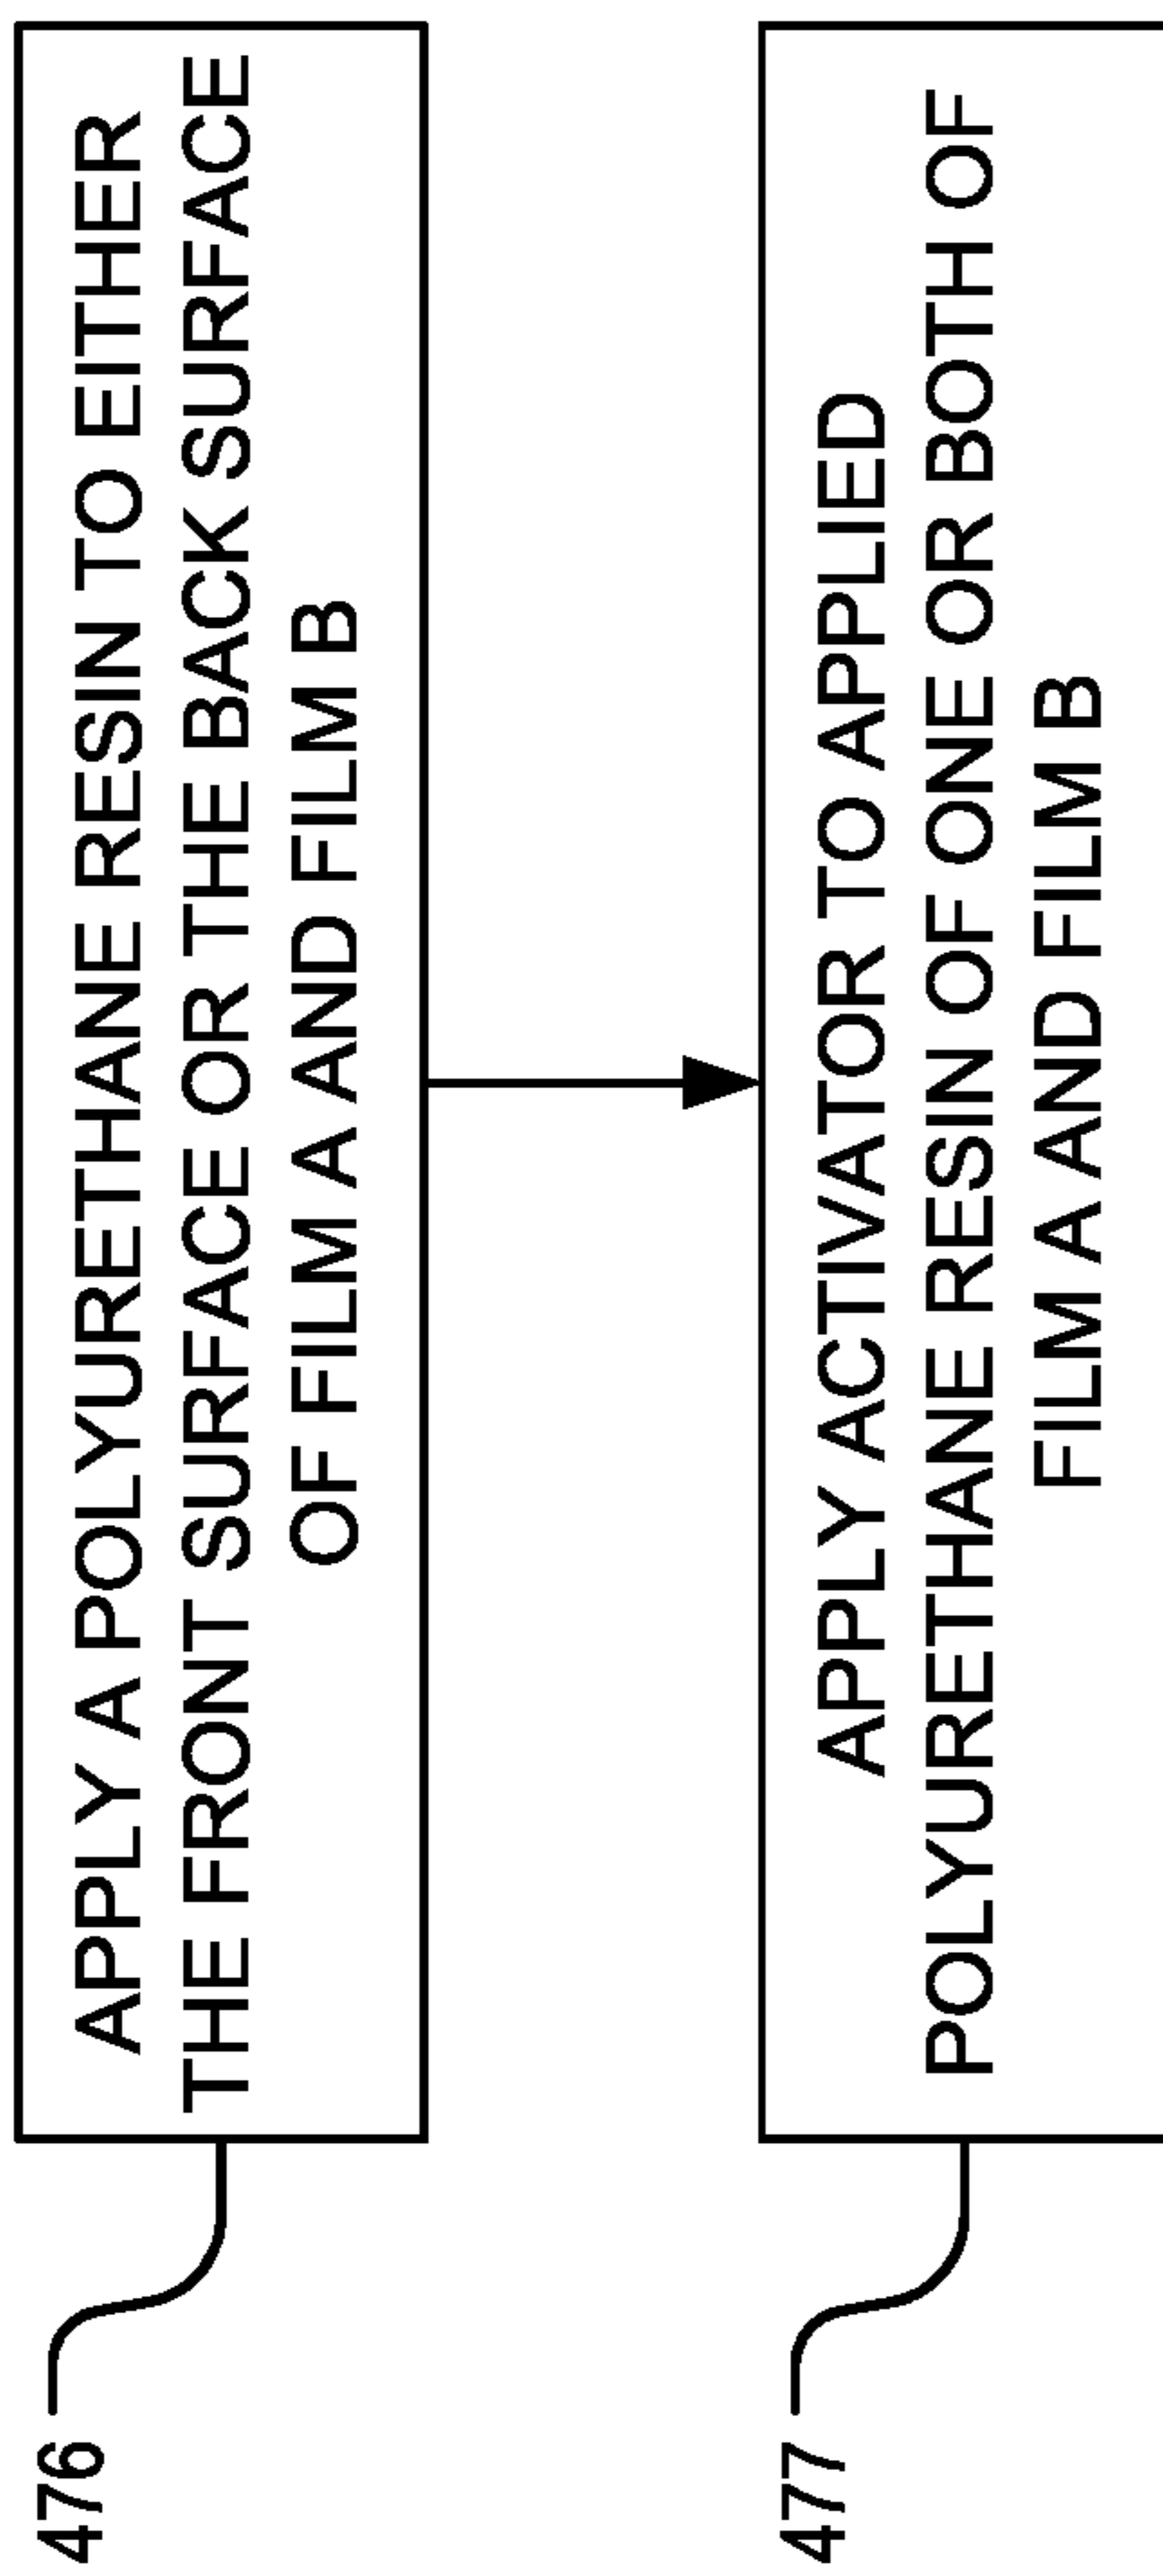 476
APPLY A POLYURETHANE RESIN TO EITHER
THE FRONT SURFACE OR THE BACK SURFACE
OF FILM A AND FILM B
477
APPLY ACTIVATOR TO APPLIED
POLYURETHANE RESIN OF ONE OR BOTH OF
FILM A AND FILM B